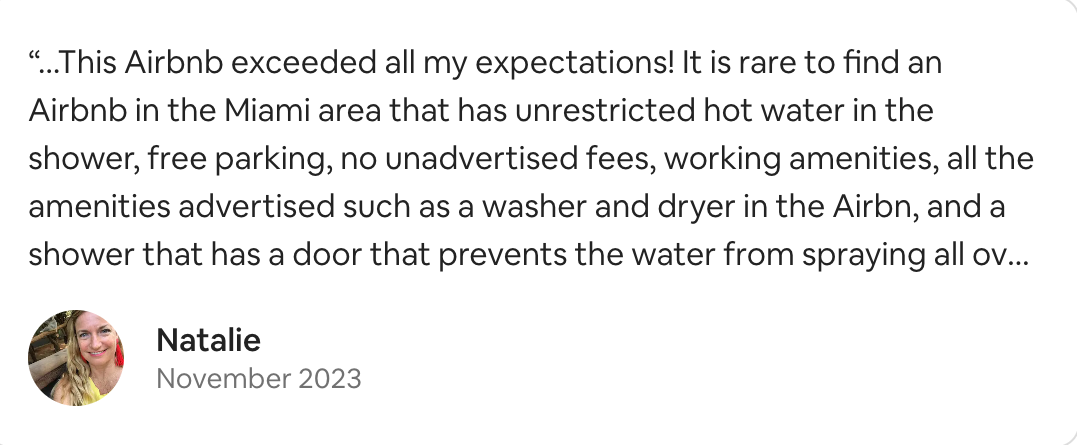 “...This Airbnb exceeded all my expectations! It is rare to find an
Airbnb in the Miami area that has unrestricted hot water in the
shower, free parking, no unadvertised fees, working amenities, all the
amenities advertised such as a washer and dryer in the Airbn, and a
shower that has a door that prevents the water from spraying all ov...
Natalie
November 2023